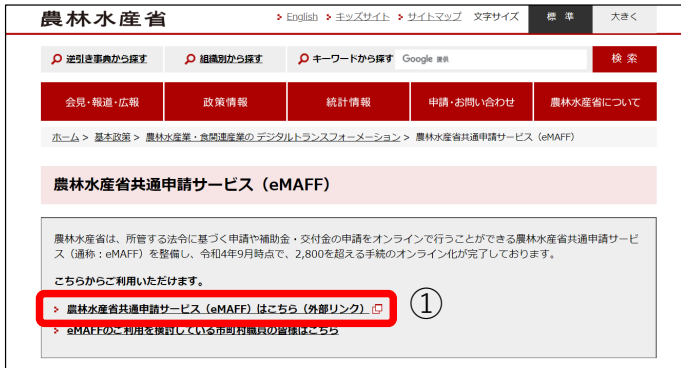 農林水産省
English キッズサイト サイトマップ 文字サイズ 標準 大きく
逆引き事典から探す 組織別から探す キーワードから探す Google 提供 検索
会見・報道・広報 政策情報 統計情報 申請・お問い合わせ 農林水産省について
ホーム > 基本政策 > 農林水産業・食関連産業の デジタルトランスフォーメーション > 農林水産省共通申請サービス（eMAFF）
農林水産省共通申請サービス（eMAFF）
農林水産省は、所管する法令に基づく申請や補助金・交付金の申請をオンラインで行うことができる農林水産省共通申請サービ
ス（通称：eMAFF）を整備し、令和4年9月時点で、2,800を超える手続のオンライン化が完了しております。
こちらからご利用いただけます。
農林水産省共通申請サービス（eMAFF）はこちら（外部リンク） ①
eMAFFのご利用を検討している市町村職員の皆様はこちら